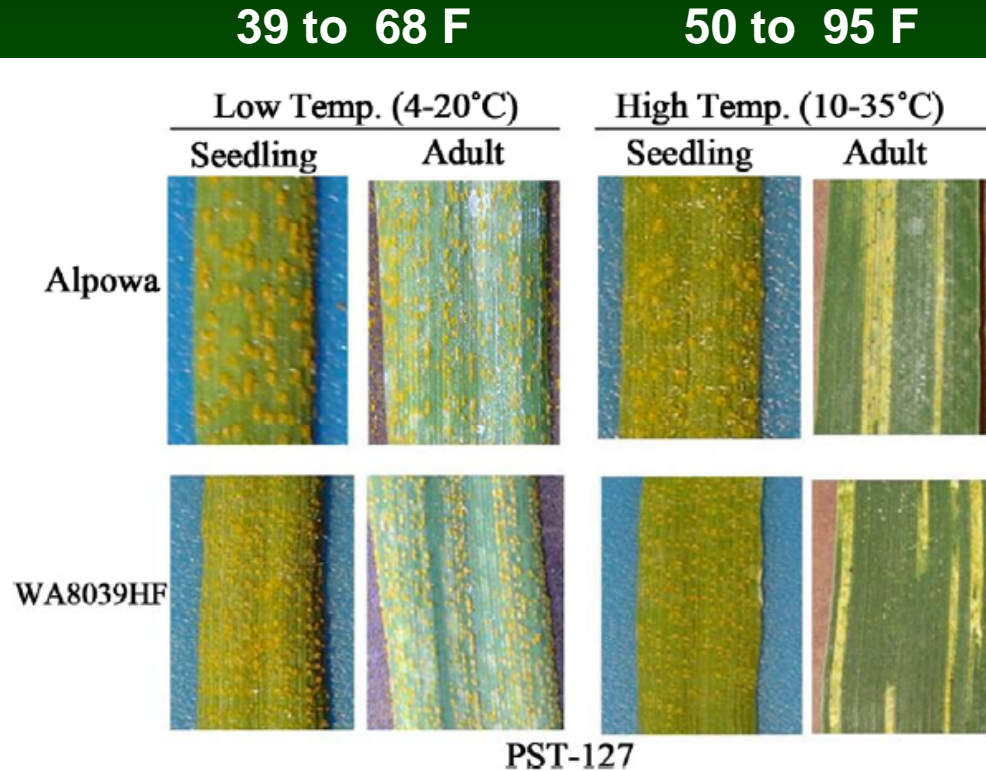 39 to 68 F 50 to 95 F
Low Temp. (4-20°C) High Temp. (10-35°C)
Seedling Adult Seedling Adult
Alpowa
WA8039HF
PST-127